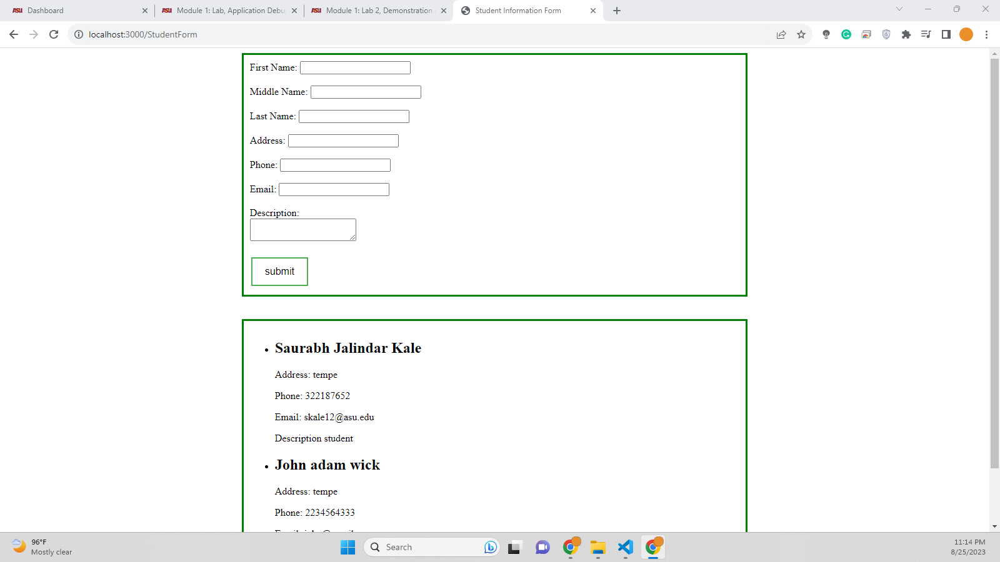 ASU Dashboard
ASU Module 1: Lab, Application Debu
ASU Module 1: Lab 2, Demonstration
Student Information Form
localhost:3000/StudentForm
First Name:
Middle Name:
Last Name:
Address:
Phone:
Email:
Description:
submit
Saurabh Jalindar Kale
Address: tempe
Phone: 322187652
Email: skale12@asu.edu
Description student
John adam wick
Address: tempe
Phone: 2234564333
96°F
Mostly clear
Search
11:14 PM
8/25/2023